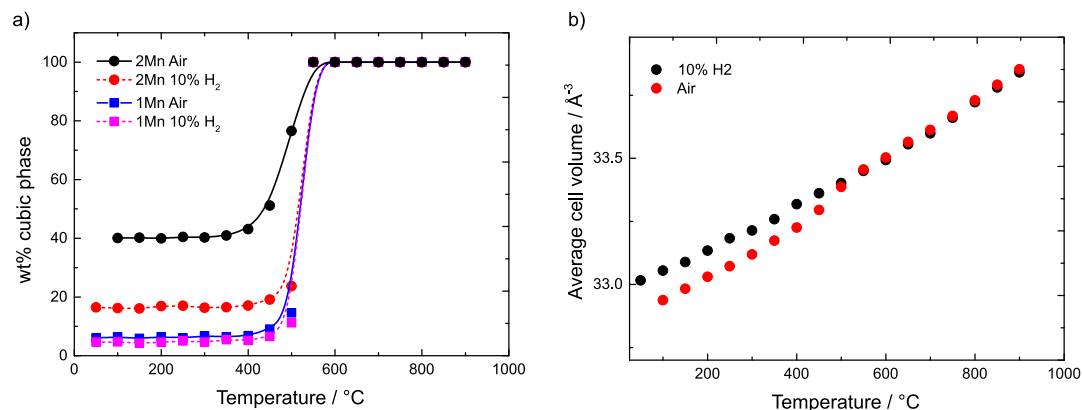 a)
100
80
60
40
20
0
wt% cubic phase
2Mn Air
2Mn 10% H₂
1Mn Air
1Mn 10% H₂
0 200 400 600 800 1000
Temperature / °C
b)
33.5
33.0
Average cell volume / Å⁻³
10% H2
Air
200 400 600 800 1000
Temperature / °C